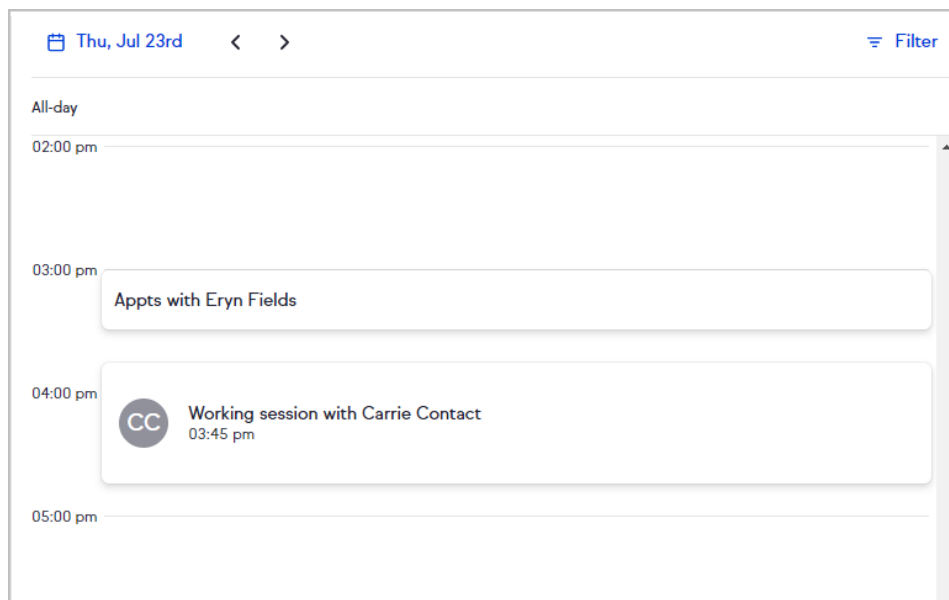 Thu, Jul 23rd
Filter
All-day
02:00 pm
03:00 pm
Appts with Eryn Fields
04:00 pm
CC
Working session with Carrie Contact
03:45 pm
05:00 pm